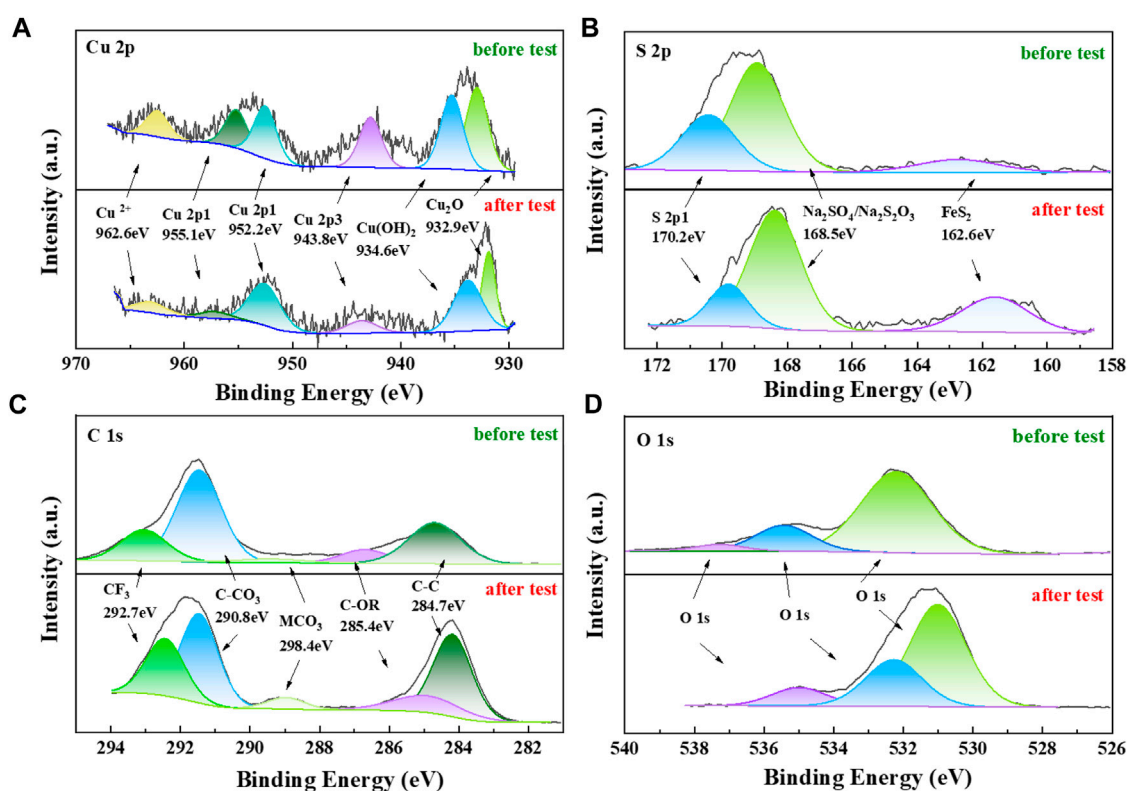 A
Cu 2p
before test
Cu 2+
962.6eV
Cu 2p1
955.1eV
Cu 2p1
952.2eV
Cu 2p3
943.8eV
Cu(OH)2
934.6eV
Cu2O
932.9eV
after test
Intensity (a.u.)
970
960
950
940
930
Binding Energy (eV)
B
S 2p
before test
S 2p1
170.2eV
Na2SO4/Na2S2O3
168.5eV
FeS2
162.6eV
after test
Intensity (a.u.)
172
170
168
166
164
162
160
158
Binding Energy (eV)
C
C 1s
before test
CF3
292.7eV
C-CO3
290.8eV
MCO3
298.4eV
C-OR
285.4eV
C-C
284.7eV
after test
Intensity (a.u.)
294
292
290
288
286
284
282
Binding Energy (eV)
D
O 1s
before test
O 1s
O 1s
O 1s
after test
Intensity (a.u.)
540
538
536
534
532
530
528
526
Binding Energy (eV)